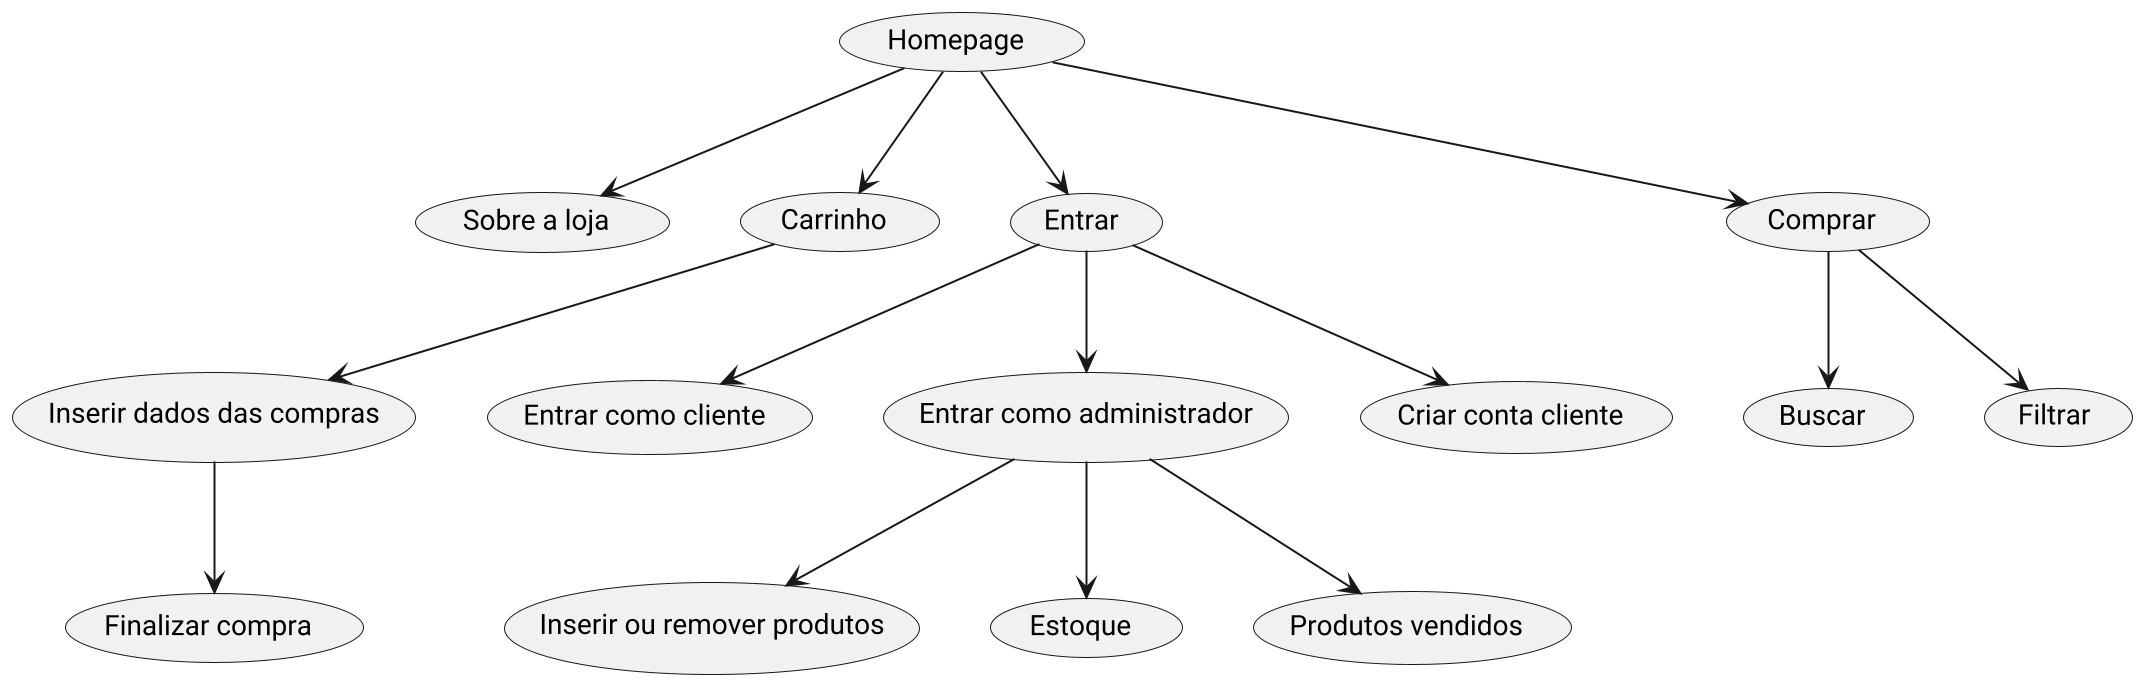 Homepage
Sobre a loja
Carrinho
Entrar
Comprar
Inserir dados das compras
Entrar como cliente
Entrar como administrador
Criar conta cliente
Buscar
Filtrar
Finalizar compra
Inserir ou remover produtos
Estoque
Produtos vendidos